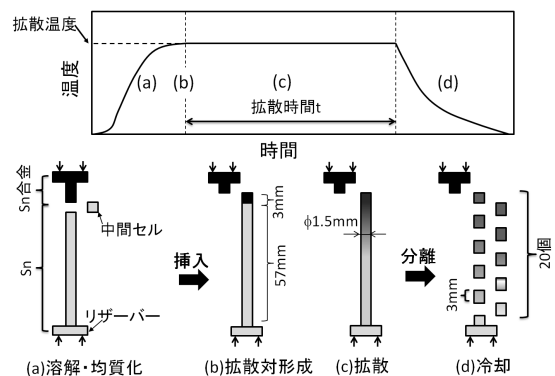 拡散温度
温度
(a)
(b)
(c)
(d)
拡散時間t
時間
Sn合金
Sn
中間セル
リザーバー
挿入
3mm
57mm
φ1.5mm
分離
3mm
20個
(a)溶解・均質化
(b)拡散対形成
(c)拡散
(d)冷却